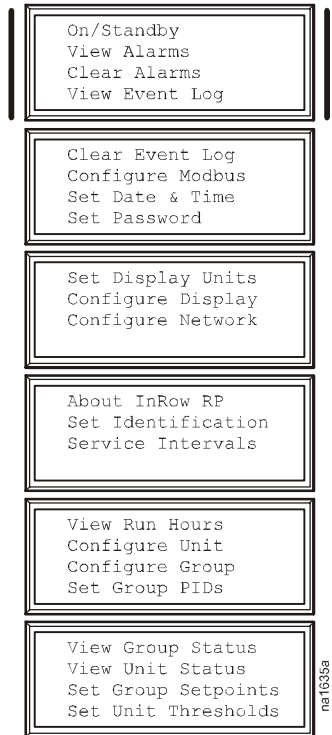 On/Standby
View Alarms
Clear Alarms
View Event Log
Clear Event Log
Configure Modbus
Set Date & Time
Set Password
Set Display Units
Configure Display
Configure Network
About InRow RP
Set Identification
Service Intervals
View Run Hours
Configure Unit
Configure Group
Set Group PIDs
View Group Status
View Unit Status
Set Group Setpoints
Set Unit Thresholds
na1635a